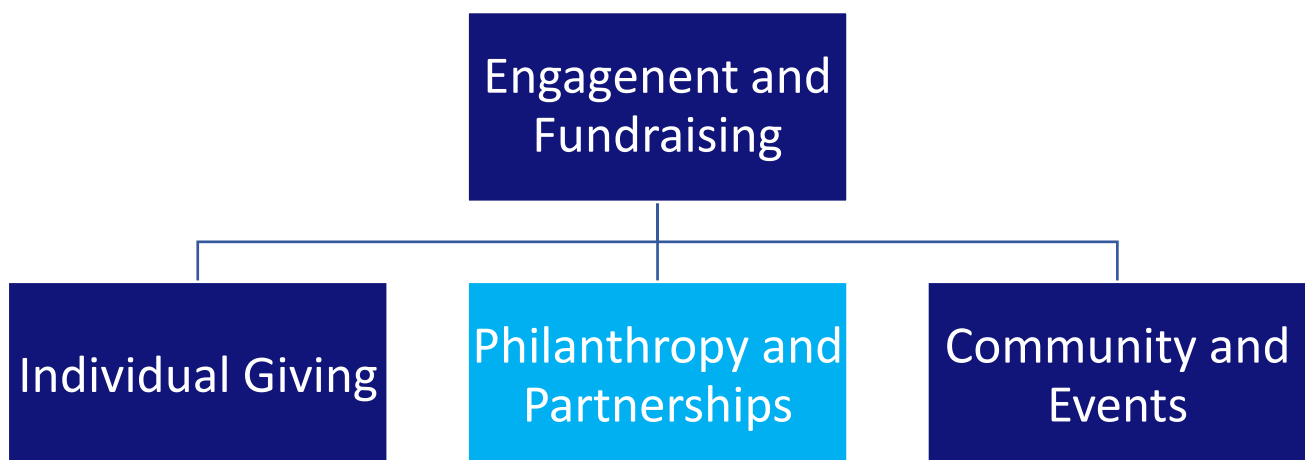 Engagenent and
Fundraising
Individual Giving
Philanthropy and
Partnerships
Community and
Events